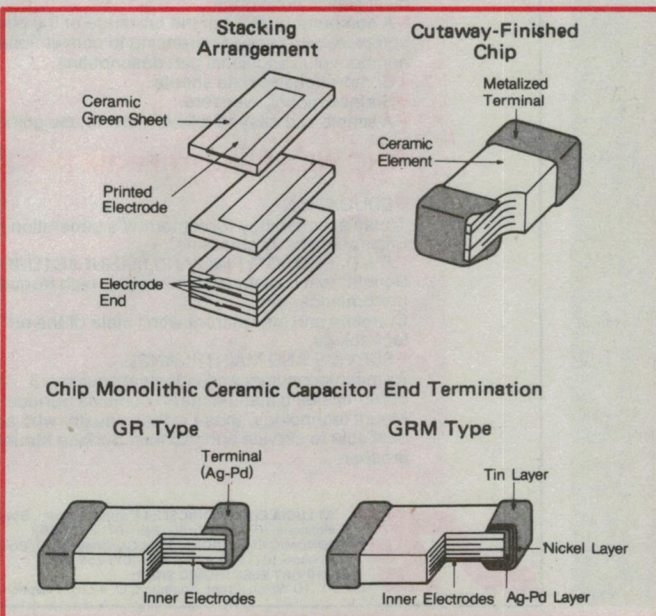 Stacking
Arrangement
Ceramic
Green Sheet
Printed
Electrode
Electrode
End
Cutaway-Finished
Chip
Metalized
Terminal
Ceramic
Element
Chip Monolithic Ceramic Capacitor End Termination
GR Type
Terminal
(Ag-Pd)
Inner Electrodes
GRM Type
Tin Layer
Nickel Layer
Inner Electrodes
Ag-Pd Layer